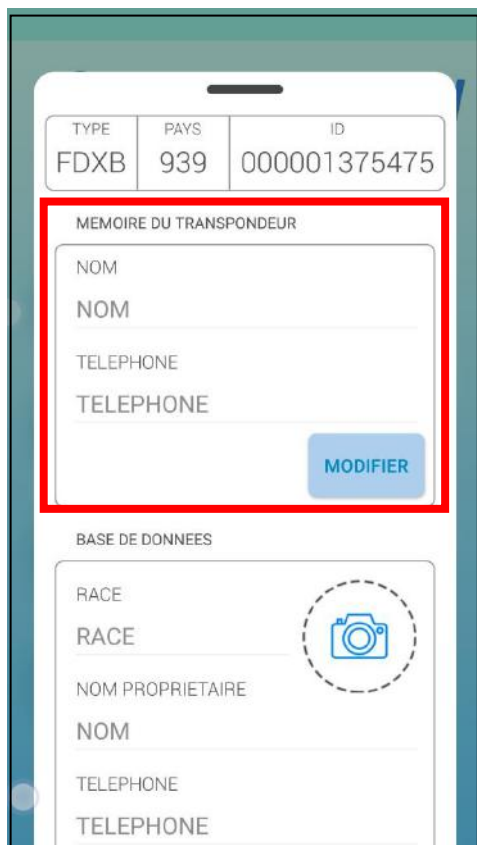 TYPE PAYS ID
FDXB 939 000001375475
MEMOIRE DU TRANSPONDEUR
NOM
NOM
TELEPHONE
TELEPHONE
MODIFIER
BASE DE DONNEES
RACE
RACE
NOM PROPRIETAIRE
NOM
TELEPHONE
TELEPHONE